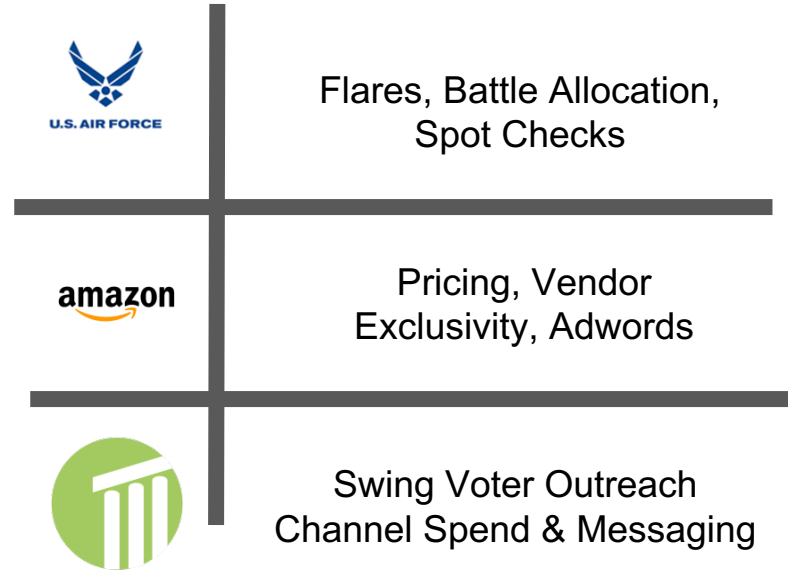 U.S. AIR FORCE
Flares, Battle Allocation,
Spot Checks
amazon
Pricing, Vendor
Exclusivity, Adwords
Swing Voter Outreach
Channel Spend & Messaging